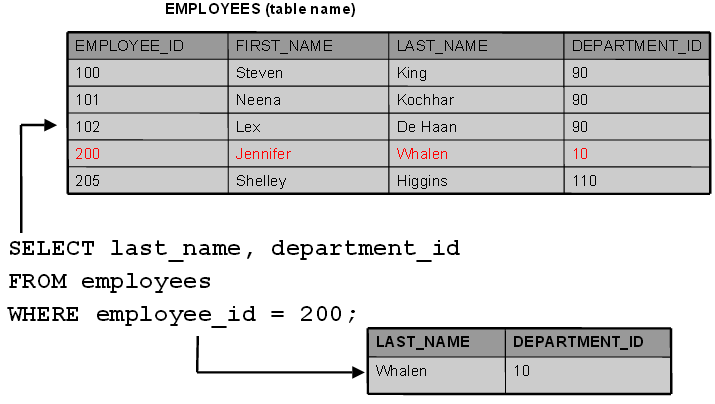 EMPLOYEES (table name)
EMPLOYEE_ID FIRST_NAME LAST_NAME DEPARTMENT_ID
100 Steven King 90
101 Neena Kochhar 90
102 Lex De Haan 90
200 Jennifer Whalen 10
205 Shelley Higgins 110
SELECT last_name, department_id
FROM employees
WHERE employee_id = 200;
LAST_NAME DEPARTMENT_ID
Whalen 10